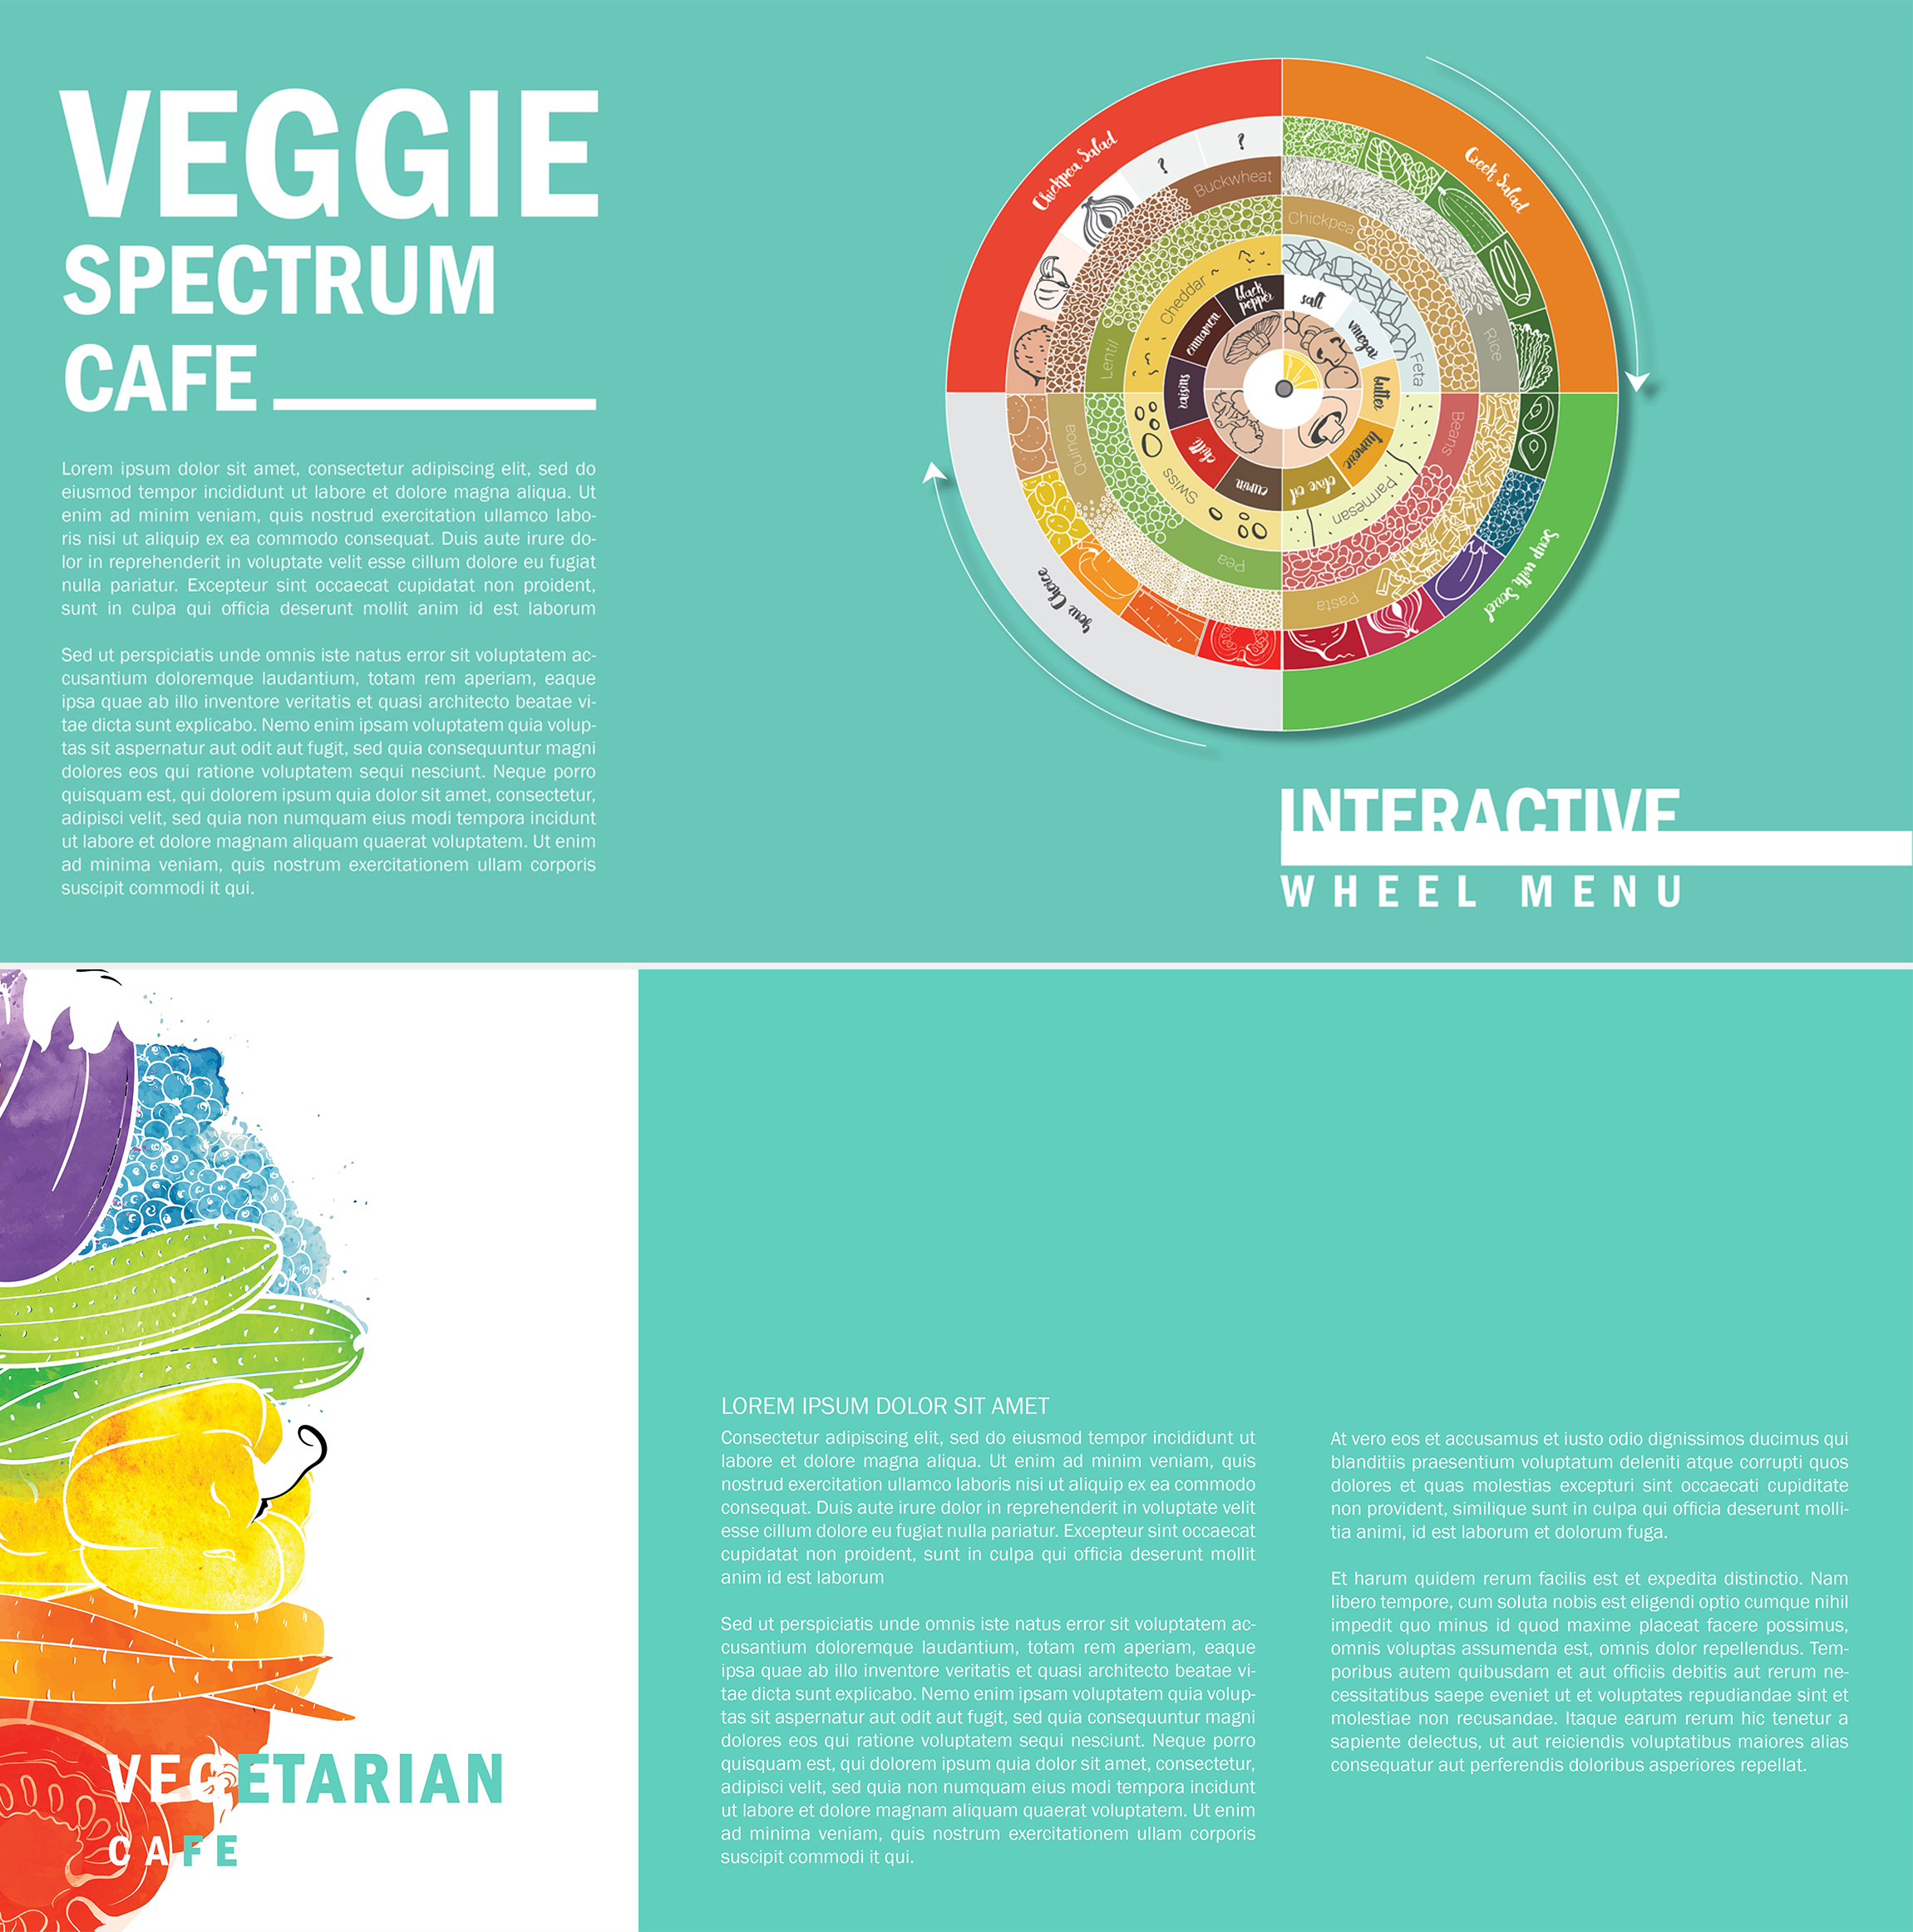 VEGGIE
SPECTRUM
CAFE
Lorem ipsum dolor sit amet, consectetur adipiscing elit, sed do
eiusmod tempor incididunt ut labore et dolore magna aliqua. Ut
enim ad minim veniam, quis nostrud exercitation ullamco labo-
ris nisi ut aliquip ex ea commodo consequat. Duis aute irure do-
lor in reprehenderit in voluptate velit esse cillum dolore eu fugiat
nulla pariatur. Excepteur sint occaecat cupidatat non proident,
sunt in culpa qui officia deserunt mollit anim id est laborum
Sed ut perspiciatis unde omnis iste natus error sit voluptatem ac-
cusantium doloremque laudantium, totam rem aperiam, eaque
ipsa quae ab illo inventore veritatis et quasi architecto beatae vi-
tae dicta sunt explicabo. Nemo enim ipsam voluptatem quia volup-
tas sit aspernatur aut odit aut fugit, sed quia consequuntur magni
dolores eos qui ratione voluptatem sequi nesciunt. Neque porro
quisquam est, qui dolorem ipsum quia dolor sit amet, consectetur,
adipisci velit, sed quia non numquam eius modi tempora incidunt
ut labore et dolore magnam aliquam quaerat voluptatem. Ut enim
ad minima veniam, quis nostrum exercitationem ullam corporis
suscipit commodi it qui.
Chickpea Salad
Greek Salad
Soup with Sorrel
your Choice
?
?
Buckwheat
Rice
Pasta
Quinoa
Lentil
Chickpea
Beans
Pea
Cheddar
Feta
Parmesan
Swiss
black
pepper
salt
vinegar
butter
turmeric
olive oil
cumin
chilli
raisins
cinnamon
INTERACTIVE
WHEEL MENU
VEGETARIAN
CAFE
LOREM IPSUM DOLOR SIT AMET
Consectetur adipiscing elit, sed do eiusmod tempor incididunt ut
labore et dolore magna aliqua. Ut enim ad minim veniam, quis
nostrud exercitation ullamco laboris nisi ut aliquip ex ea commodo
consequat. Duis aute irure dolor in reprehenderit in voluptate velit
esse cillum dolore eu fugiat nulla pariatur. Excepteur sint occaecat
cupidatat non proident, sunt in culpa qui officia deserunt mollit
anim id est laborum
Sed ut perspiciatis unde omnis iste natus error sit voluptatem ac-
cusantium doloremque laudantium, totam rem aperiam, eaque
ipsa quae ab illo inventore veritatis et quasi architecto beatae vi-
tae dicta sunt explicabo. Nemo enim ipsam voluptatem quia volup-
tas sit aspernatur aut odit aut fugit, sed quia consequuntur magni
dolores eos qui ratione voluptatem sequi nesciunt. Neque porro
quisquam est, qui dolorem ipsum quia dolor sit amet, consectetur,
adipisci velit, sed quia non numquam eius modi tempora incidunt
ut labore et dolore magnam aliquam quaerat voluptatem. Ut enim
ad minima veniam, quis nostrum exercitationem ullam corporis
suscipit commodi it qui.
At vero eos et accusamus et iusto odio dignissimos ducimus qui
blanditiis praesentium voluptatum deleniti atque corrupti quos
dolores et quas molestias excepturi sint occaecati cupiditate
non provident, similique sunt in culpa qui officia deserunt molli-
tia animi, id est laborum et dolorum fuga.
Et harum quidem rerum facilis est et expedita distinctio. Nam
libero tempore, cum soluta nobis est eligendi optio cumque nihil
impedit quo minus id quod maxime placeat facere possimus,
omnis voluptas assumenda est, omnis dolor repellendus. Tem-
poribus autem quibusdam et aut officiis debitis aut rerum ne-
cessitatibus saepe eveniet ut et voluptates repudiandae sint et
molestiae non recusandae. Itaque earum rerum hic tenetur a
sapiente delectus, ut aut reiciendis voluptatibus maiores alias
consequatur aut perferendis doloribus asperiores repellat.